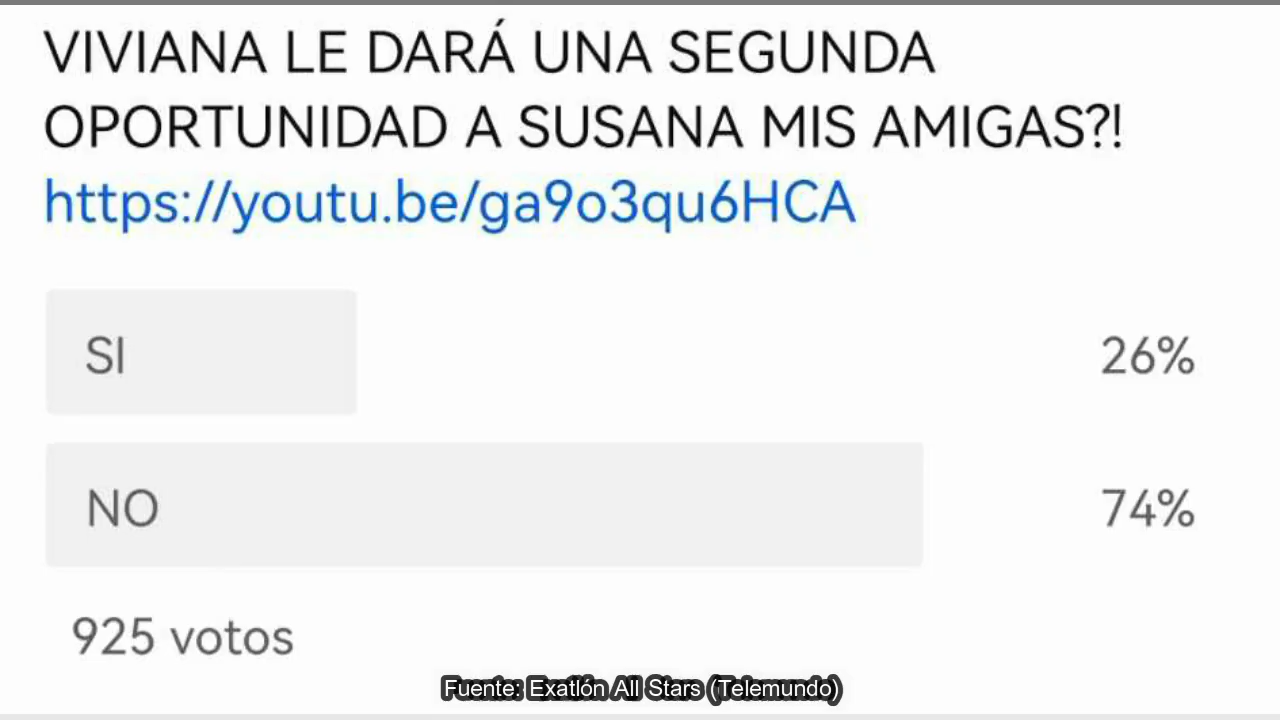 VIVIANA LE DARÁ UNA SEGUNDA
OPORTUNIDAD A SUSANA MIS AMIGAS?!
https://youtu.be/ga9o3qu6HCA
SI 26%
NO 74%
925 votos
Fuente: Exatlón All Stars (Telemundo)